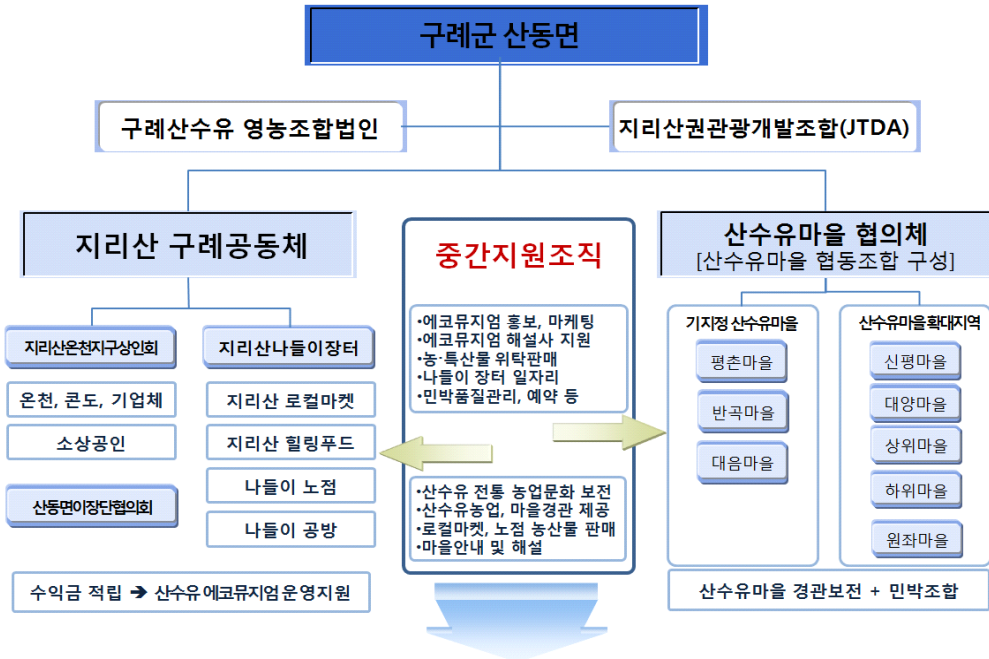 구례군 산동면
구례산수유 영농조합법인
지리산권관광개발조합(JTDA)
지리산 구례공동체
지리산온천지구상인회
온천, 콘도, 기업체
소상공인
산동면이장단협의회
지리산나들이장터
지리산 로컬마켓
지리산 힐링푸드
나들이 노점
나들이 공방
수익금 적립 ➔ 산수유 에코뮤지엄 운영지원
중간지원조직
•에코뮤지엄 홍보, 마케팅
•에코뮤지엄 해설사 지원
•농·특산물 위탁판매
•나들이 장터 일자리
•민박품질관리, 예약 등
•산수유 전통 농업문화 보전
•산수유농업, 마을경관 제공
•로컬마켓, 노점 농산물 판매
•마을안내 및 해설
산수유마을 협의체
[산수유마을 협동조합 구성]
기지정 산수유마을
평촌마을
반곡마을
대음마을
산수유마을 확대지역
신평마을
대양마을
상위마을
하위마을
원좌마을
산수유마을 경관보전 + 민박조합